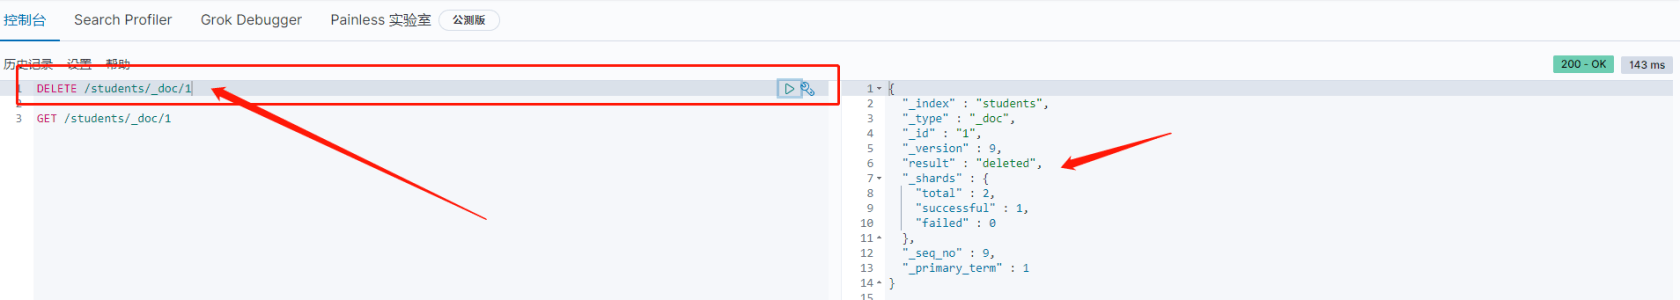 控制台 Search Profiler Grok Debugger Painless 实验室 公测版
历史记录 设置 帮助
200 - OK 143 ms
1 DELETE /students/_doc/1
2
3 GET /students/_doc/1
1 {
2 "_index" : "students",
3 "_type" : "_doc",
4 "_id" : "1",
5 "_version" : 9,
6 "result" : "deleted",
7 "_shards" : {
8 "total" : 2,
9 "successful" : 1,
10 "failed" : 0
11 },
12 "_seq_no" : 9,
13 "_primary_term" : 1
14 }
15